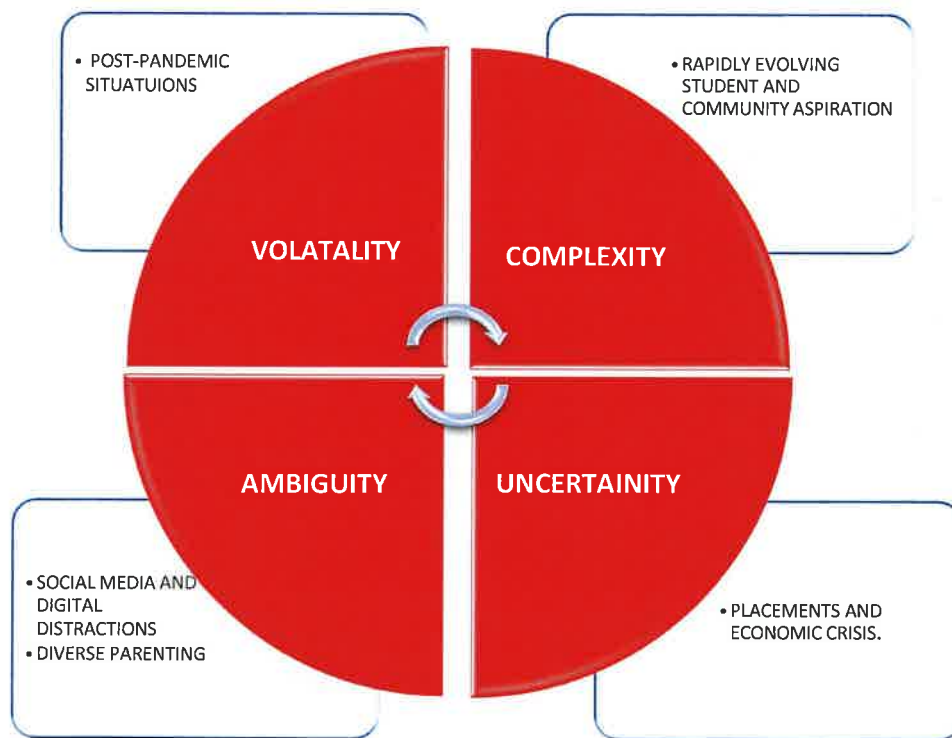 • POST-PANDEMIC
SITUATUIONS
• RAPIDLY EVOLVING
STUDENT AND
COMMUNITY ASPIRATION
VOLATALITY
COMPLEXITY
AMBIGUITY
UNCERTAINITY
• SOCIAL MEDIA AND
DIGITAL
DISTRACTIONS
• DIVERSE PARENTING
• PLACEMENTS AND
ECONOMIC CRISIS.